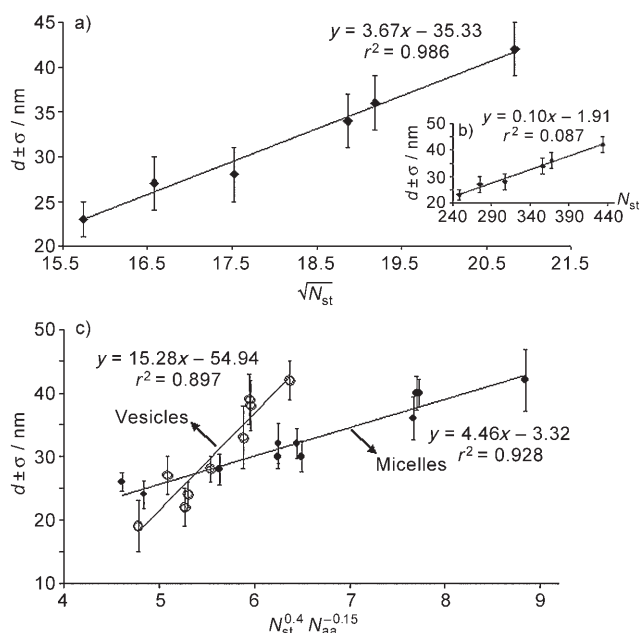 a)
y = 3.67x − 35.33
r² = 0.986
d ± σ / nm
45
40
35
30
25
20
15.5 16.5 17.5 18.5 19.5 20.5 21.5
√N_st
b)
y = 0.10x − 1.91
r² = 0.087
d ± σ / nm
50
40
30
20
240 290 340 390 440
N_st
c)
y = 15.28x − 54.94
r² = 0.897
Vesicles
Micelles
y = 4.46x − 3.32
r² = 0.928
d ± σ / nm
50
40
30
20
10
4 5 6 7 8 9
N_st^0.4 N_aa^−0.15